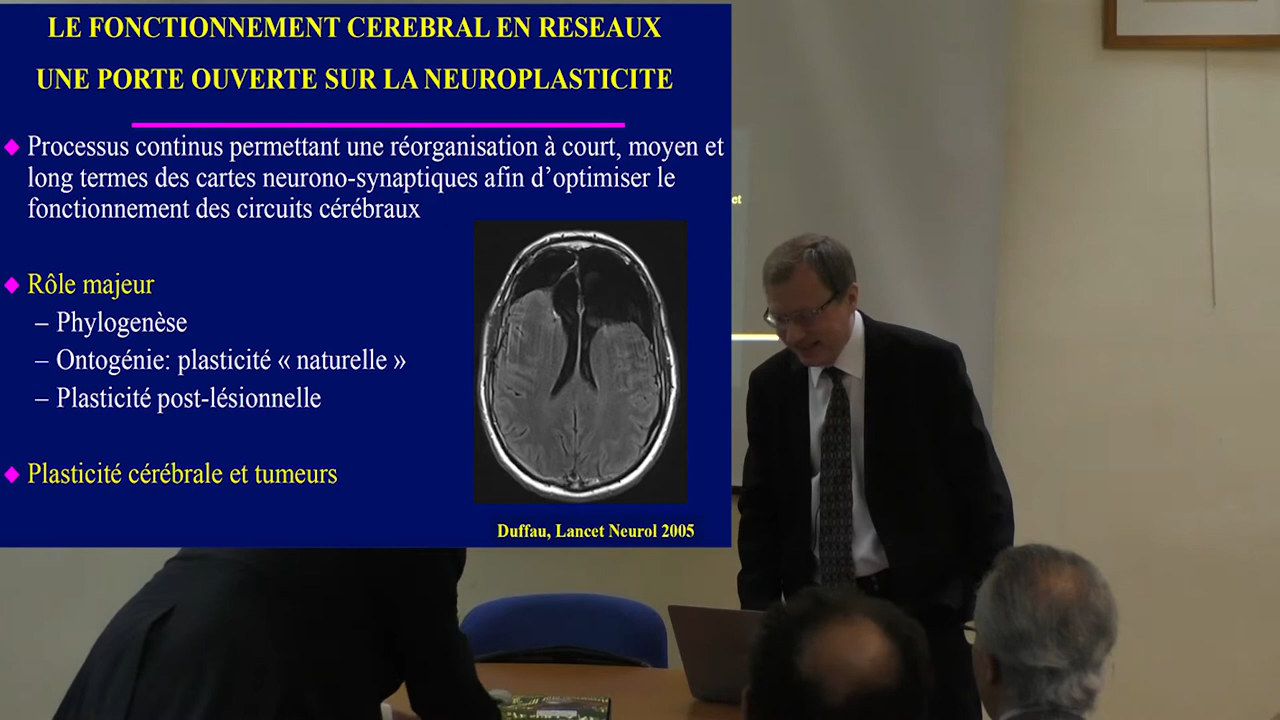 LE FONCTIONNEMENT CEREBRAL EN RESEAUX
UNE PORTE OUVERTE SUR LA NEUROPLASTICITE
Processus continus permettant une réorganisation à court, moyen et
long termes des cartes neurono-synaptiques afin d’optimiser le
fonctionnement des circuits cérébraux
Rôle majeur
– Phylogenèse
– Ontogénie: plasticité « naturelle »
– Plasticité post-lésionnelle
Plasticité cérébrale et tumeurs
Duffau, Lancet Neurol 2005
et